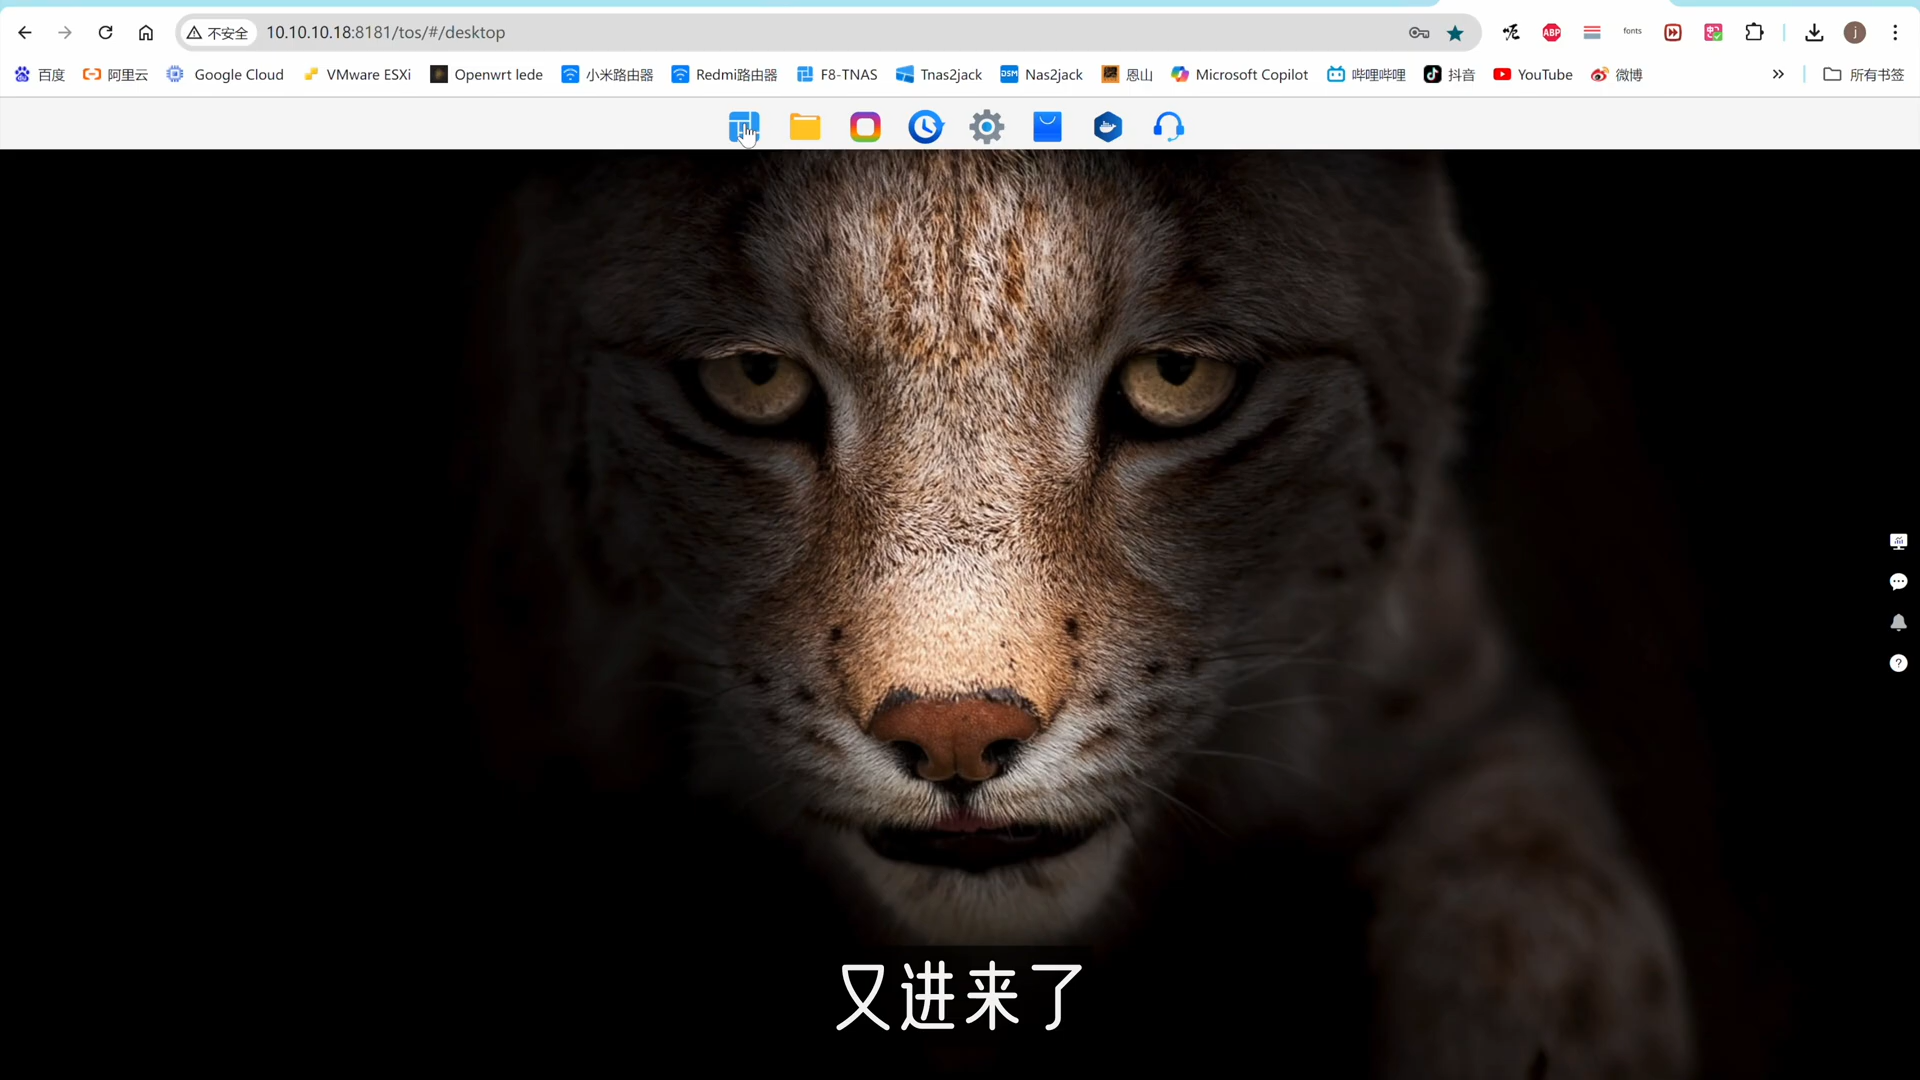 不安全 10.10.10.18:8181/tos/#/desktop ABP fonts j
百度 阿里云 Google Cloud VMware ESXi Openwrt lede 小米路由器 Redmi路由器 F8-TNAS Tnas2jack DSM Nas2jack 恩山 Microsoft Copilot 哔哩哔哩 抖音 YouTube 微博 所有书签
又进来了